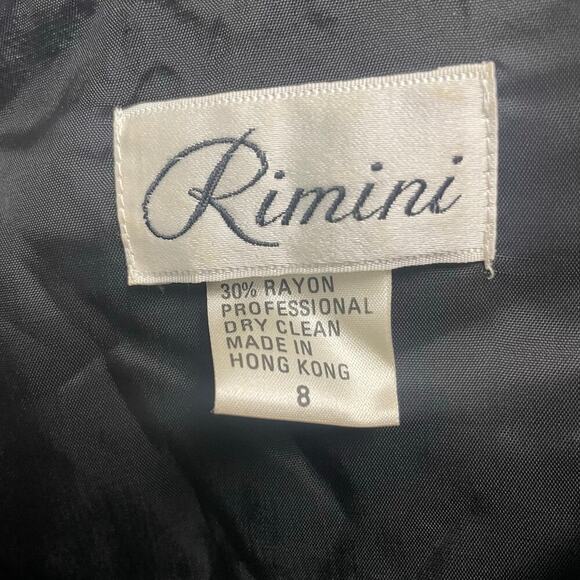 Rimini
30% RAYON
PROFESSIONAL
DRY CLEAN
MADE IN
HONG KONG
8